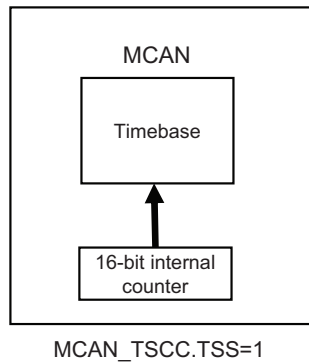 MCAN
Timebase
16-bit internal
counter
MCAN_TSCC.TSS=1